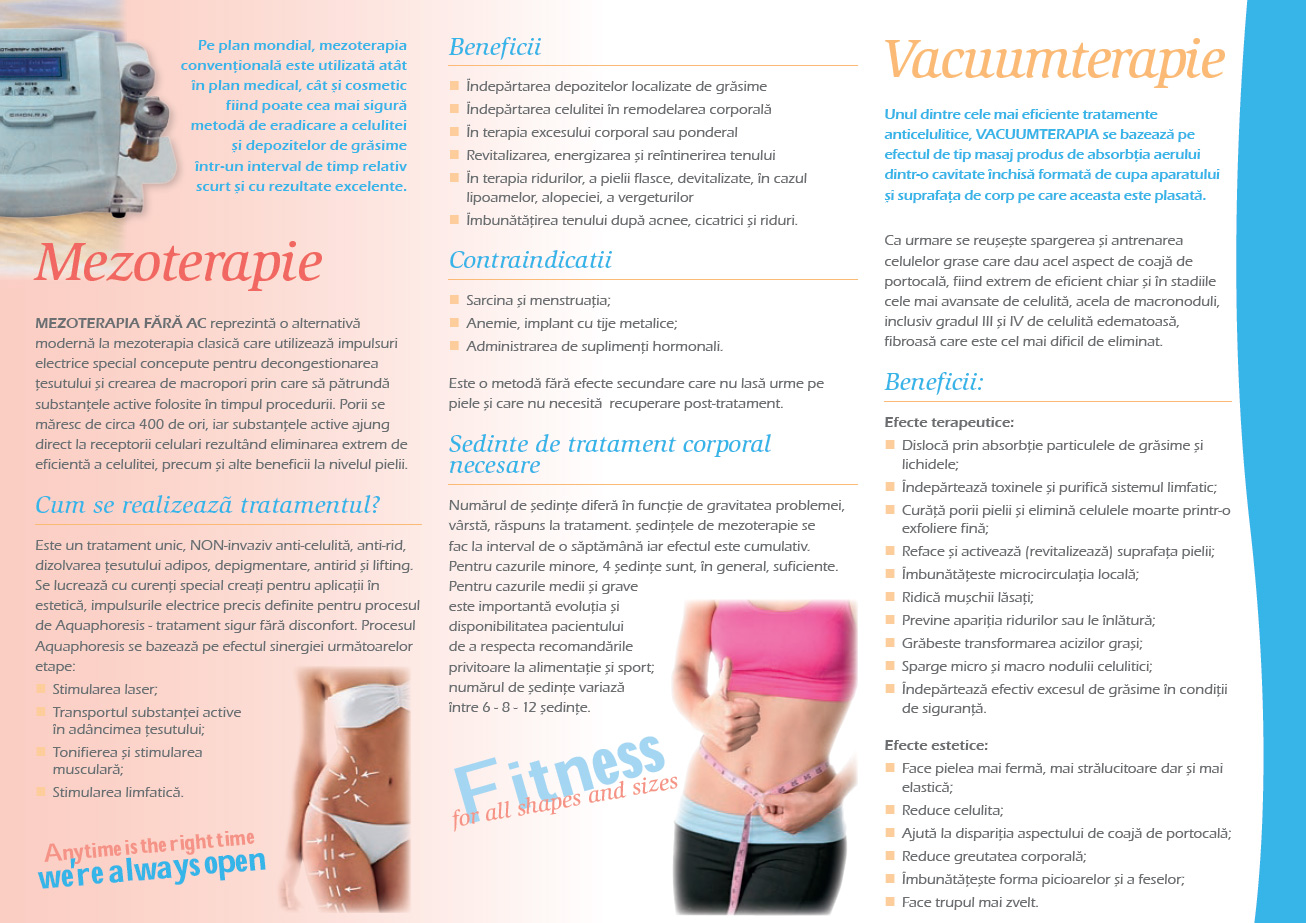 OTHERAPY INSTRUMENT
Pe plan mondial, mezoterapia
convențională este utilizată atât
în plan medical, cât și cosmetic
fiind poate cea mai sigură
metodă de eradicare a celulitei
și depozitelor de grăsime
într-un interval de timp relativ
scurt și cu rezultate excelente.
Mezoterapie
MEZOTERAPIA FĂRĂ AC reprezintă o alternativă
modernă la mezoterapia clasică care utilizează impulsuri
electrice special concepute pentru decongestionarea
țesutului și crearea de macropori prin care să pătrundă
substanțele active folosite în timpul procedurii. Porii se
măresc de circa 400 de ori, iar substanțele active ajung
direct la receptorii celulari rezultând eliminarea extrem de
eficientă a celulitei, precum și alte beneficii la nivelul pielii.
Cum se realizeazã tratamentul?
Este un tratament unic, NON-invaziv anti-celulită, anti-rid,
dizolvarea țesutului adipos, depigmentare, antirid și lifting.
Se lucrează cu curenți special creați pentru aplicații în
estetică, impulsurile electrice precis definite pentru procesul
de Aquaphoresis - tratament sigur fără disconfort. Procesul
Aquaphoresis se bazează pe efectul sinergiei următoarelor
etape:
Stimularea laser;
Transportul substanței active
în adâncimea țesutului;
Tonifierea și stimularea
musculară;
Stimularea limfatică.
Anytime is the right time
we're always open
Beneficii
Îndepărtarea depozitelor localizate de grăsime
Îndepărtarea celulitei în remodelarea corporală
În terapia excesului corporal sau ponderal
Revitalizarea, energizarea și reîntinerirea tenului
În terapia ridurilor, a pielii flasce, devitalizate, în cazul
lipoamelor, alopeciei, a vergeturilor
Îmbunătățirea tenului după acnee, cicatrici și riduri.
Contraindicatii
Sarcina și menstruația;
Anemie, implant cu tije metalice;
Administrarea de suplimenți hormonali.
Este o metodă fără efecte secundare care nu lasă urme pe
piele și care nu necesită recuperare post-tratament.
Sedinte de tratament corporal
necesare
Numărul de ședințe diferă în funcție de gravitatea problemei,
vârstă, răspuns la tratament. ședințele de mezoterapie se
fac la interval de o săptămână iar efectul este cumulativ.
Pentru cazurile minore, 4 ședințe sunt, în general, suficiente.
Pentru cazurile medii și grave
este importantă evoluția și
disponibilitatea pacientului
de a respecta recomandările
privitoare la alimentație și sport;
numărul de ședințe variază
între 6 - 8 - 12 ședințe.
Fitness
for all shapes and sizes
Vacuumterapie
Unul dintre cele mai eficiente tratamente
anticelulitice, VACUUMTERAPIA se bazează pe
efectul de tip masaj produs de absorbția aerului
dintr-o cavitate închisă formată de cupa aparatului
și suprafața de corp pe care aceasta este plasată.
Ca urmare se reușește spargerea și antrenarea
celulelor grase care dau acel aspect de coajă de
portocală, fiind extrem de eficient chiar și în stadiile
cele mai avansate de celulită, acela de macronoduli,
inclusiv gradul III și IV de celulită edematoasă,
fibroasă care este cel mai dificil de eliminat.
Beneficii:
Efecte terapeutice:
Dislocă prin absorbție particulele de grăsime și
lichidele;
Îndepărtează toxinele și purifică sistemul limfatic;
Curăță porii pielii și elimină celulele moarte printr-o
exfoliere fină;
Reface și activează (revitalizează) suprafața pielii;
Îmbunătățește microcirculația locală;
Ridică mușchii lăsați;
Previne apariția ridurilor sau le înlătură;
Grăbeste transformarea acizilor grași;
Sparge micro și macro nodulii celulitici;
Îndepărtează efectiv excesul de grăsime în condiții
de siguranță.
Efecte estetice:
Face pielea mai fermă, mai strălucitoare dar și mai
elastică;
Reduce celulita;
Ajută la dispariția aspectului de coajă de portocală;
Reduce greutatea corporală;
Îmbunătățește forma picioarelor și a feselor;
Face trupul mai zvelt.